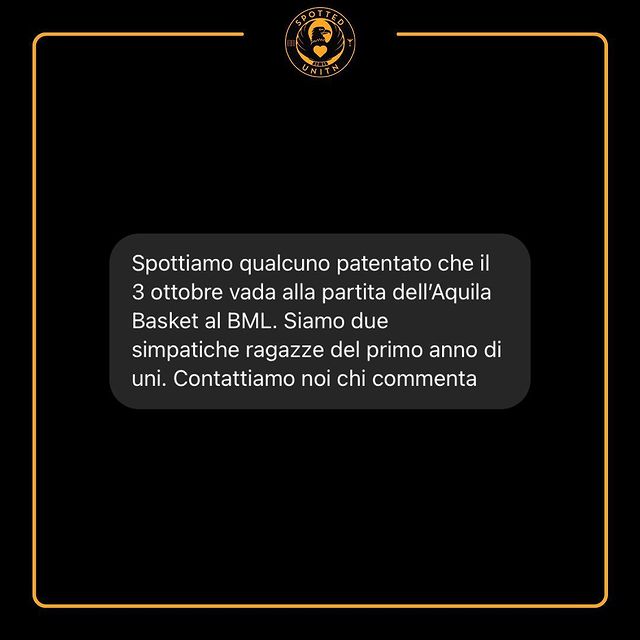 SPOTTED
UNITN
Spottiamo qualcuno patentato che il
3 ottobre vada alla partita dell’Aquila
Basket al BML. Siamo due
simpatiche ragazze del primo anno di
uni. Contattiamo noi chi commenta